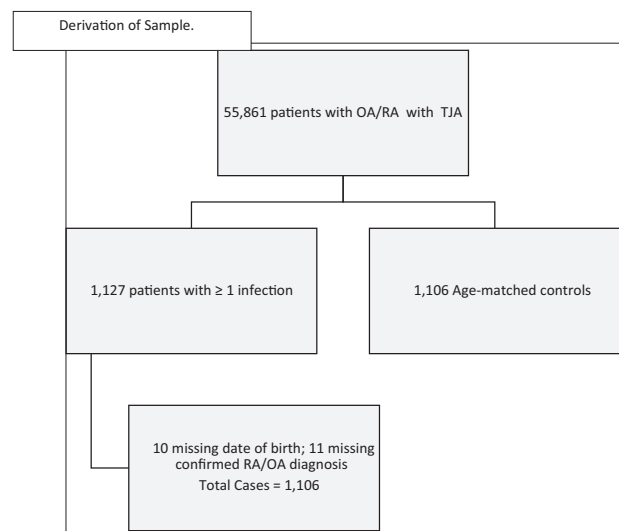 Derivation of Sample.
55,861 patients with OA/RA with TJA
1,127 patients with ≥ 1 infection
1,106 Age-matched controls
10 missing date of birth; 11 missing
confirmed RA/OA diagnosis
Total Cases = 1,106